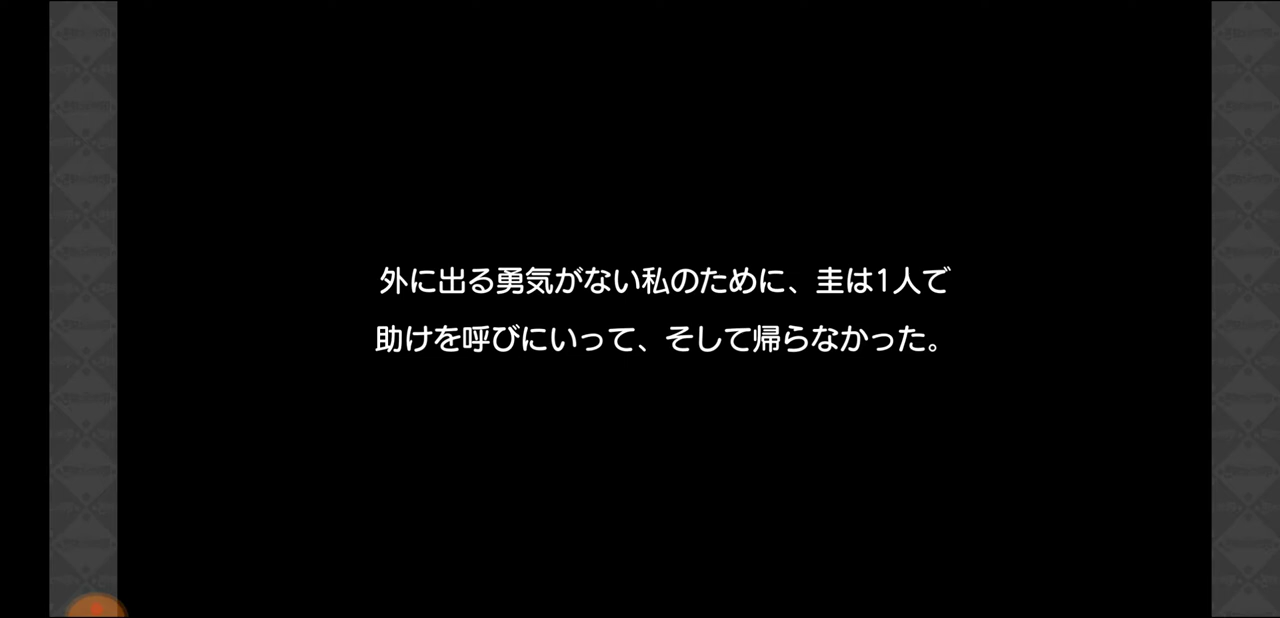 外に出る勇気がない私のために、圭は1人で
助けを呼びにいって、そして帰らなかった。